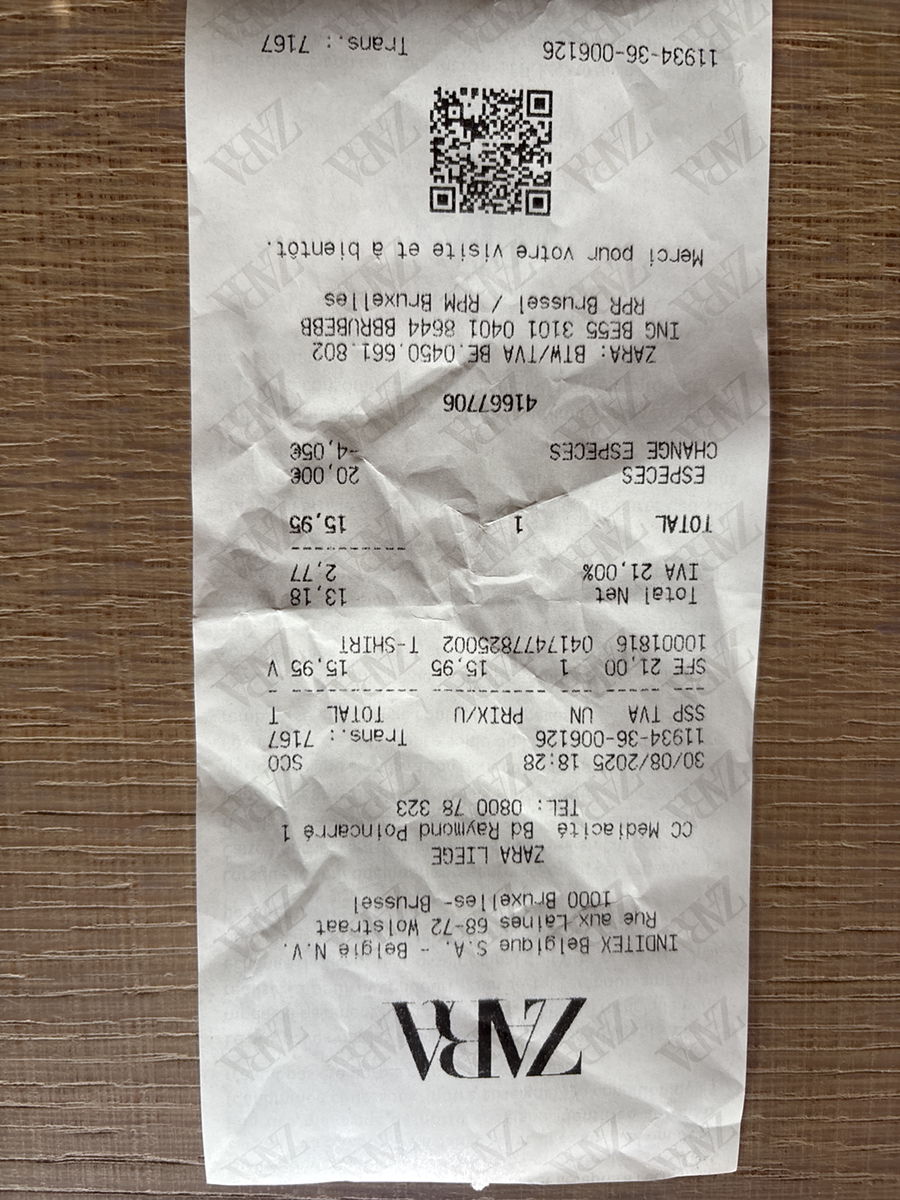 ZARA
INDITEX Belgique S.A. - België N.V.
Rue aux Laines 68-72 Wolstraat
1000 Bruxelles- Brussel
ZARA LIEGE
CC Médiacité Bd Raymond Poincarré 1
TEL: 0800 78 323
30/08/2025 18:28 SCO
11934-36-006126 Trans.: 7167
SSP TVA UN PRIX/U TOTAL T
SFE 21,00 1 15,95 15,95 V
10001816 0417477825002 T-SHIRT
Total Net 13,18
IVA 21,00% 2,77
TOTAL 1 15,95
ESPECES 20,00€
CHANGE ESPECES -4,05€
41667706
ZARA: BTW/TVA BE.0450.661.802
ING BE55 3101 0401 8644 BBRUBEBB
RPR Brussel / RPM Bruxelles
Merci pour votre visite et à bientôt.
11934-36-006126 Trans.: 7167